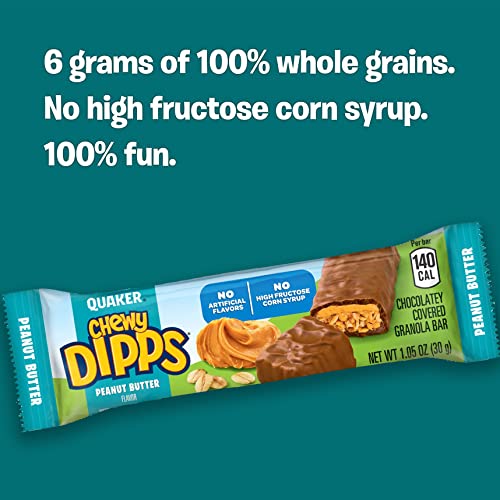 6 grams of 100% whole grains.
No high fructose corn syrup.
100% fun.
PEANUT BUTTER
QUAKER
CHEWY
DIPPS
PEANUT BUTTER
FLAVOR
NO
ARTIFICIAL
FLAVORS
NO
HIGH FRUCTOSE
CORN SYRUP
Per bar
140
CAL
CHOCOLATEY
COVERED
GRANOLA BAR
NET WT 1.05 OZ (30 g)
PEANUT BUTTER